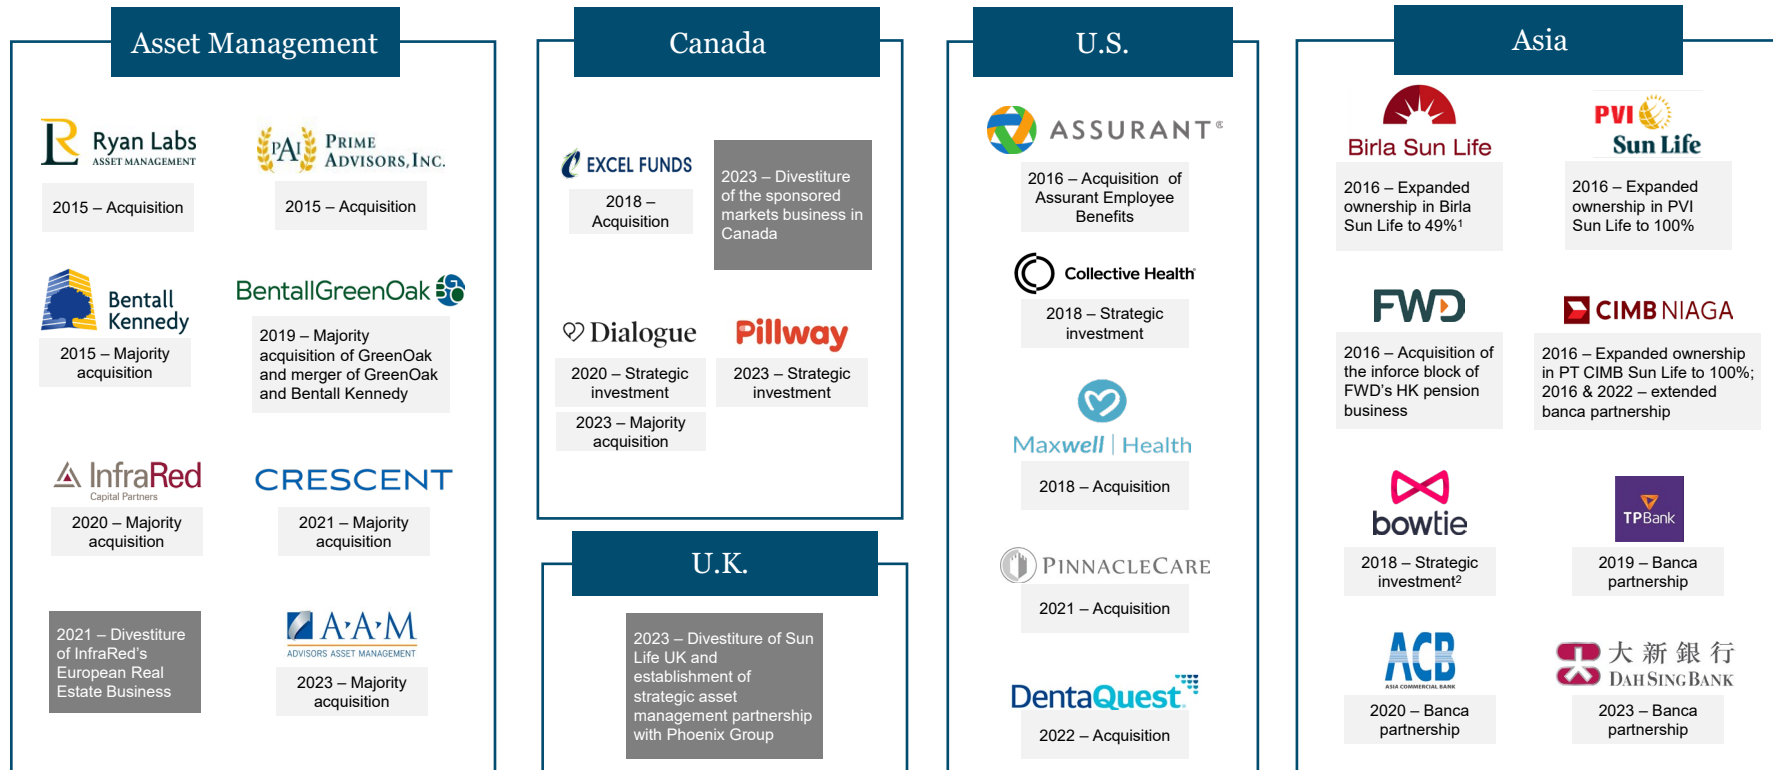 Asset Management
Ryan Labs
ASSET MANAGEMENT
2015 – Acquisition
PAI
PRIME
ADVISORS, INC.
2015 – Acquisition
Bentall
Kennedy
2015 – Majority
acquisition
BentallGreenOak
2019 – Majority
acquisition of GreenOak
and merger of GreenOak
and Bentall Kennedy
InfraRed
Capital Partners
2020 – Majority
acquisition
CRESCENT
2021 – Majority
acquisition
2021 – Divestiture
of InfraRed's
European Real
Estate Business
A·A·M
ADVISORS ASSET MANAGEMENT
2023 – Majority
acquisition
Canada
EXCEL FUNDS
2018 –
Acquisition
2023 – Divestiture
of the sponsored
markets business in
Canada
Dialogue
2020 – Strategic
investment
2023 – Majority
acquisition
Pillway
2023 – Strategic
investment
U.K.
2023 – Divestiture of Sun
Life UK and
establishment of
strategic asset
management partnership
with Phoenix Group
U.S.
ASSURANT®
2016 – Acquisition of
Assurant Employee
Benefits
Collective Health
2018 – Strategic
investment
Maxwell | Health
2018 – Acquisition
PINNACLECARE
2021 – Acquisition
DentaQuest
2022 – Acquisition
Asia
Birla Sun Life
2016 – Expanded
ownership in Birla
Sun Life to 49%¹
PVI
Sun Life
2016 – Expanded
ownership in PVI
Sun Life to 100%
FWD
2016 – Acquisition of
the inforce block of
FWD's HK pension
business
CIMB NIAGA
2016 – Expanded ownership
in PT CIMB Sun Life to 100%;
2016 & 2022 – extended
banca partnership
bowtie
2018 – Strategic
investment²
TPBank
2019 – Banca
partnership
ACB
ASIA COMMERCIAL BANK
2020 – Banca
partnership
大新銀行
DAH SING BANK
2023 – Banca
partnership